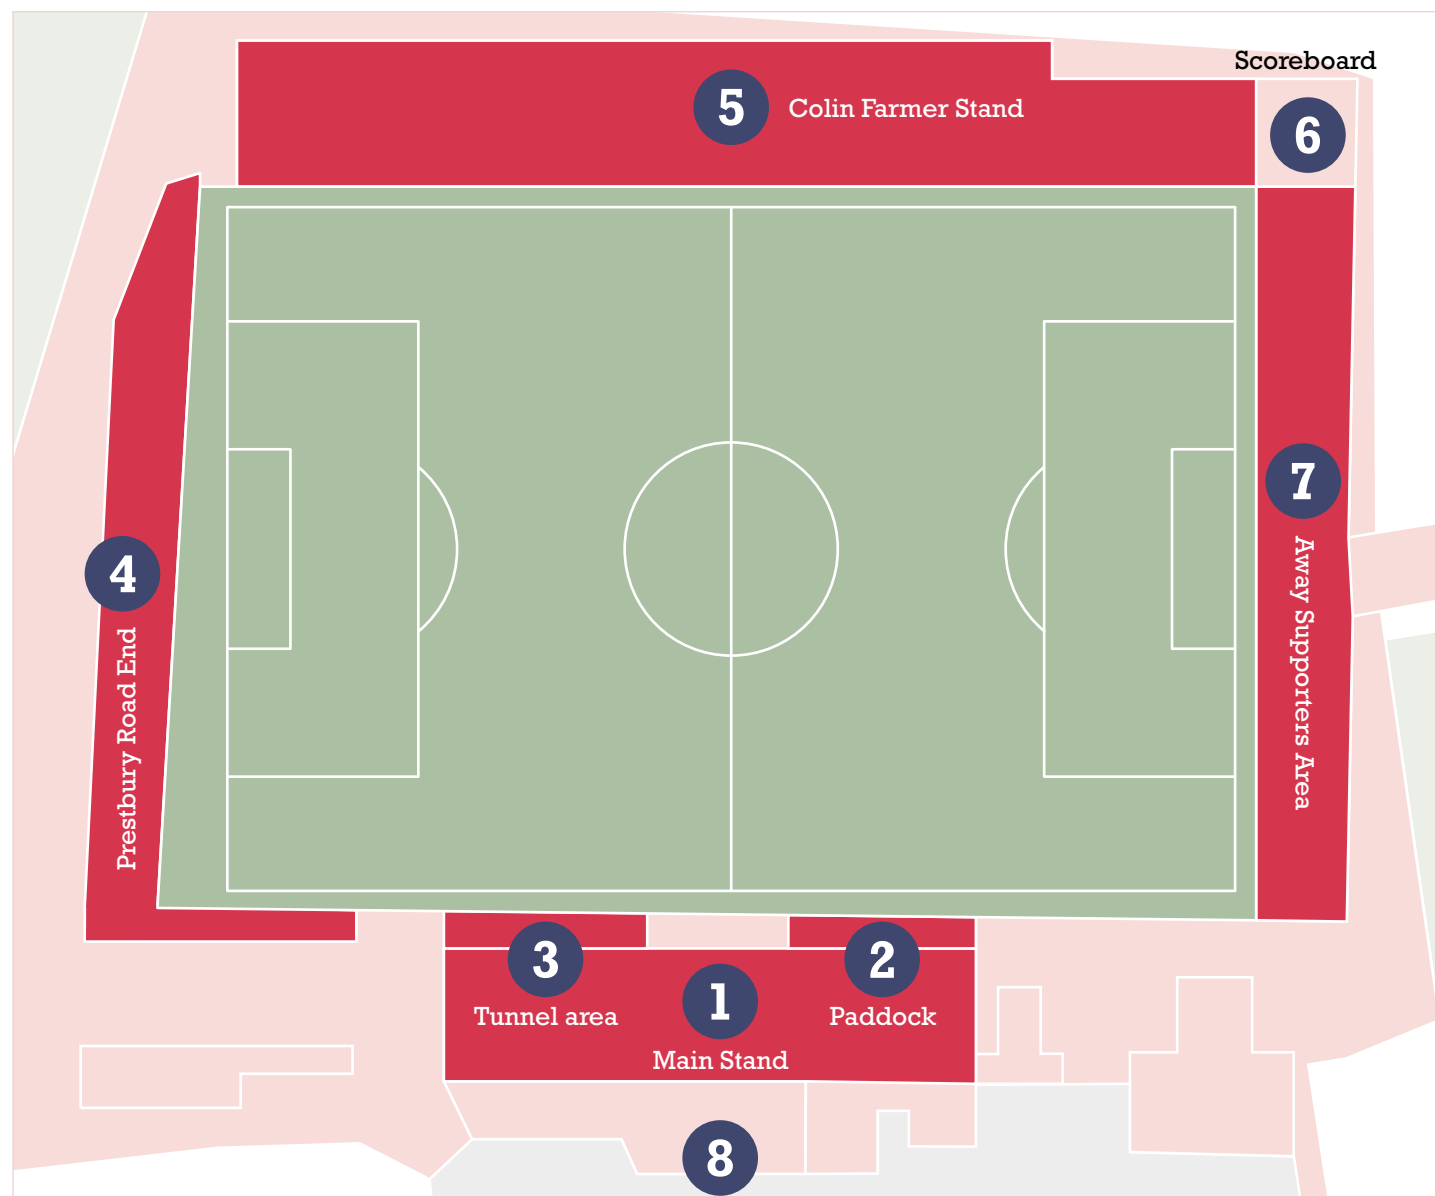 Scoreboard
5 Colin Farmer Stand
6
7
Away Supporters Area
4
Prestbury Road End
3
2
1
Tunnel area
Paddock
Main Stand
8